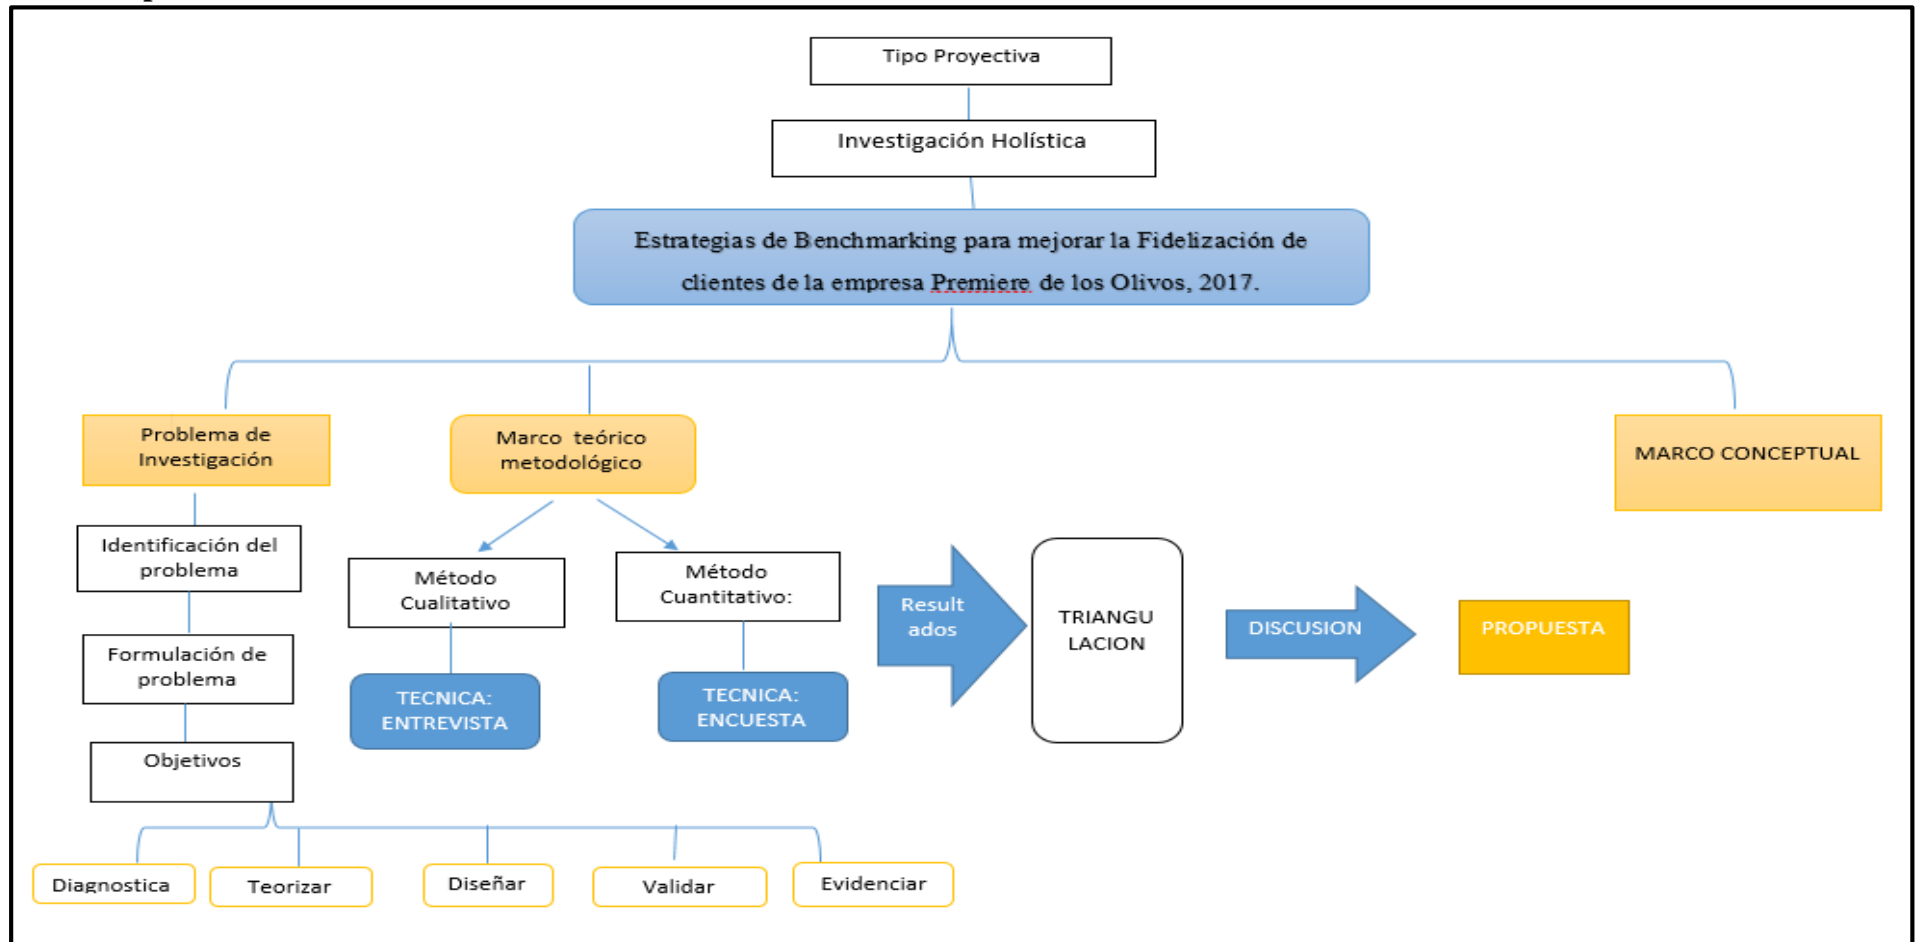 Tipo Proyectiva
Investigación Holística
Estrategias de Benchmarking para mejorar la Fidelización de
clientes de la empresa Premiere de los Olivos, 2017.
Problema de
Investigación
Marco teórico
metodológico
MARCO CONCEPTUAL
Identificación del
problema
Método
Cualitativo
Método
Cuantitativo:
Result
ados
TRIANGU
LACION
DISCUSION
PROPUESTA
Formulación de
problema
TECNICA:
ENTREVISTA
TECNICA:
ENCUESTA
Objetivos
Diagnostica
Teorizar
Diseñar
Validar
Evidenciar